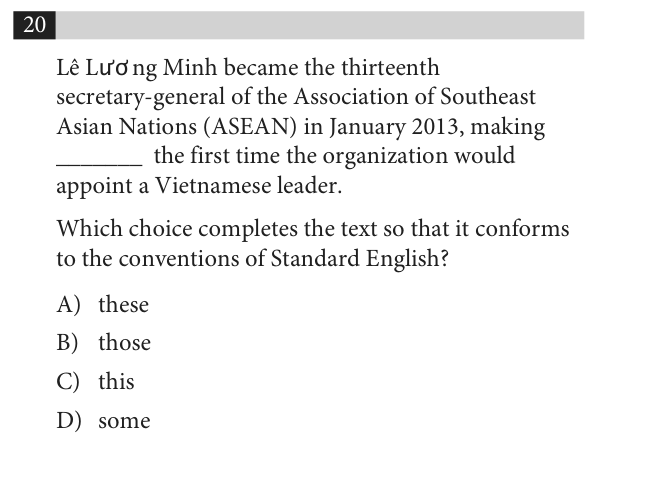 20
Lê Lương Minh became the thirteenth
secretary-general of the Association of Southeast
Asian Nations (ASEAN) in January 2013, making
_______ the first time the organization would
appoint a Vietnamese leader.
Which choice completes the text so that it conforms
to the conventions of Standard English?
A) these
B) those
C) this
D) some